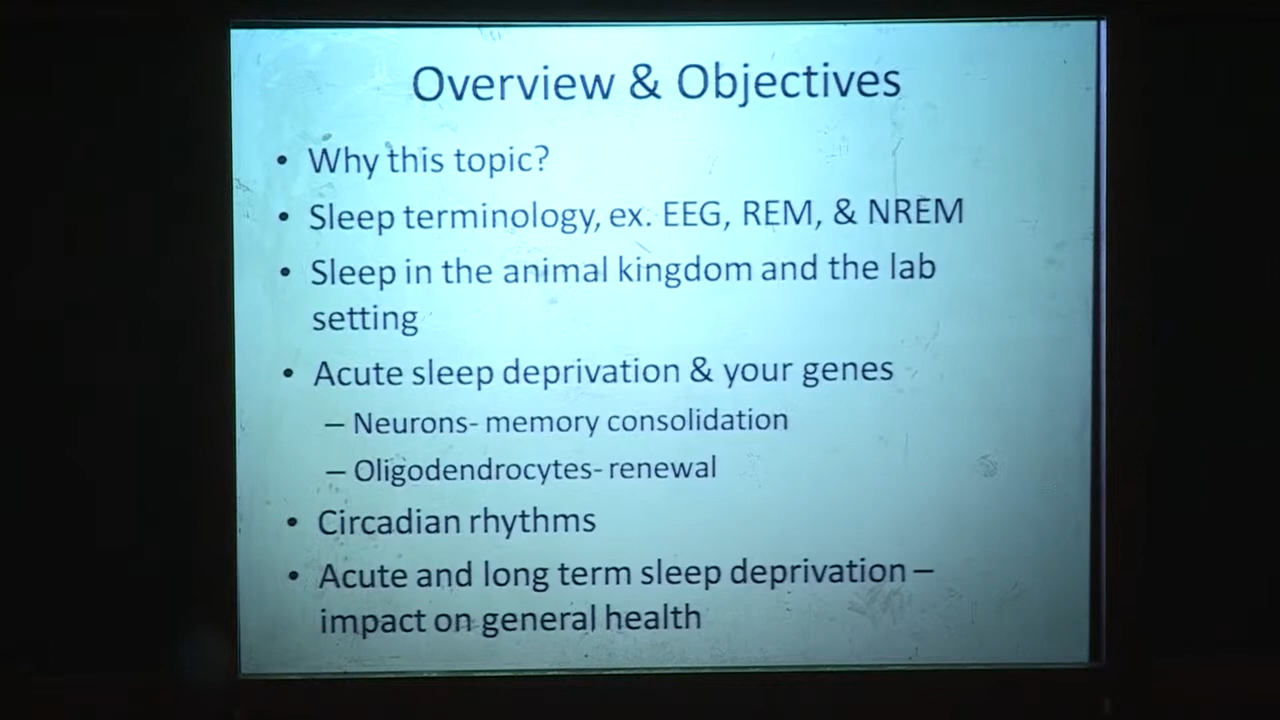 Overview & Objectives
• Why this topic?
• Sleep terminology, ex. EEG, REM, & NREM
• Sleep in the animal kingdom and the lab
setting
• Acute sleep deprivation & your genes
– Neurons- memory consolidation
– Oligodendrocytes- renewal
• Circadian rhythms
• Acute and long term sleep deprivation –
impact on general health